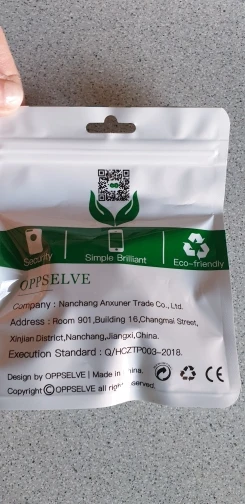 Security Simple Brilliant Eco-friendly
OPPSELVE
Company : Nanchang Anxuner Trade Co., Ltd.
Address : Room 901,Building 16,Changmai Street,
Xinjian District,Nanchang,Jiangxi,China.
Execution Standard : Q/HCZTP003-2018.
Design by OPPSELVE | Made in China.
Copyright © OPPSELVE all reserved. CE